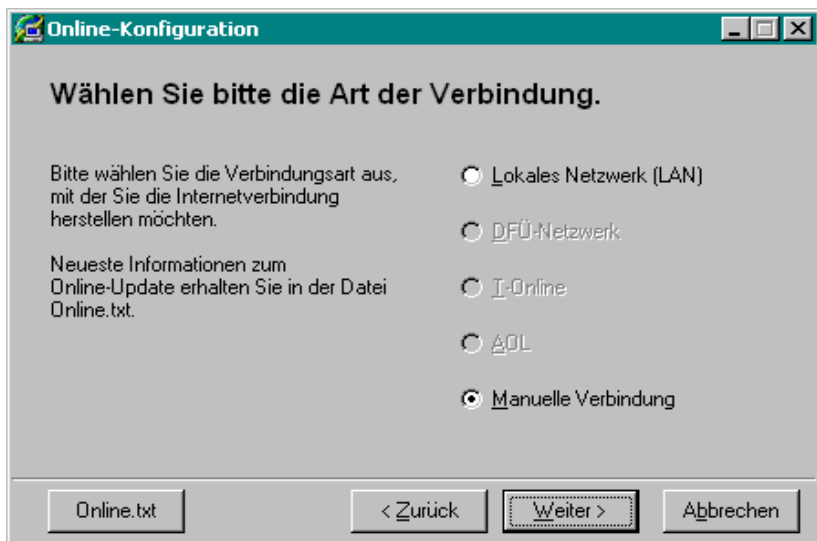 Online-Konfiguration
Wählen Sie bitte die Art der Verbindung.
Bitte wählen Sie die Verbindungsart aus,
mit der Sie die Internetverbindung
herstellen möchten.
Neueste Informationen zum
Online-Update erhalten Sie in der Datei
Online.txt.
Lokales Netzwerk (LAN)
DFÜ-Netzwerk
T-Online
AOL
Manuelle Verbindung
Online.txt
< Zurück
Weiter >
Abbrechen